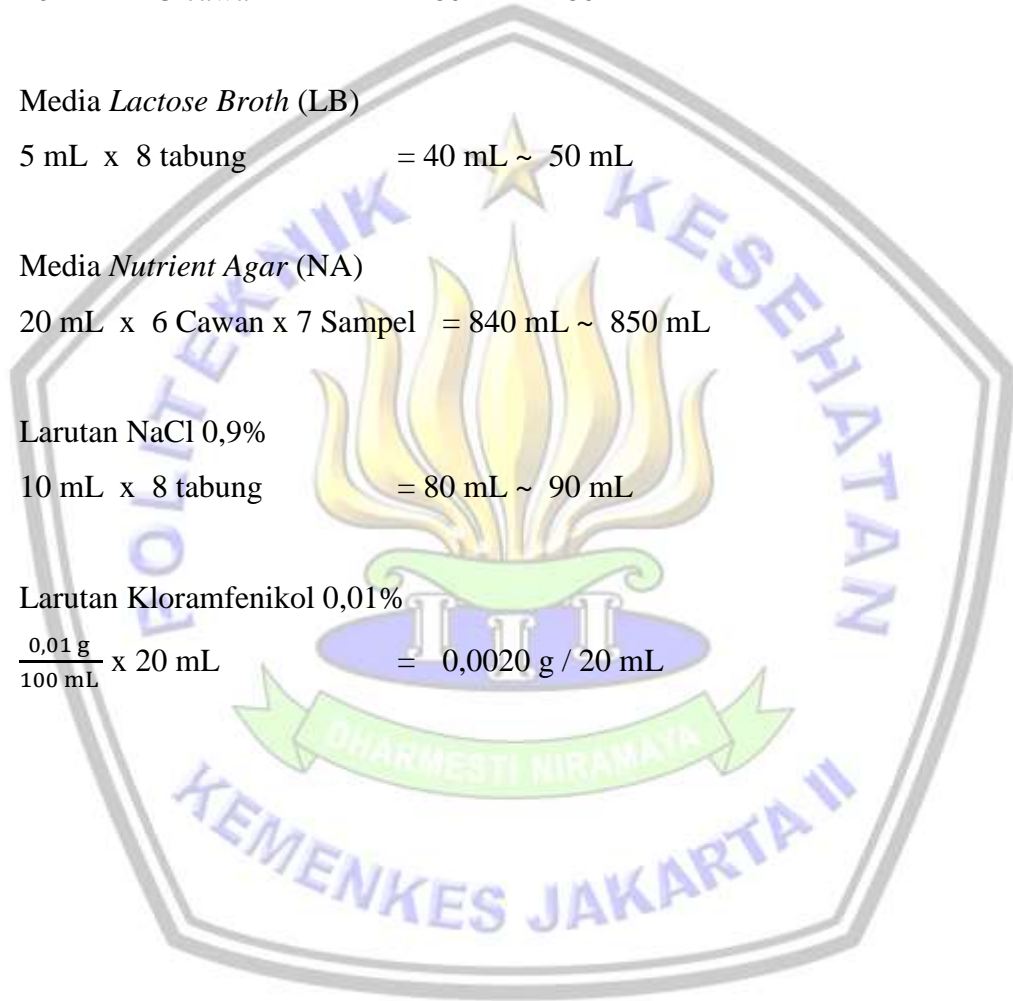 Media Lactose Broth (LB)
5 mL x 8 tabung = 40 mL ~ 50 mL
Media Nutrient Agar (NA)
20 mL x 6 Cawan x 7 Sampel = 840 mL ~ 850 mL
Larutan NaCl 0,9%
10 mL x 8 tabung = 80 mL ~ 90 mL
Larutan Kloramfenikol 0,01%
0,01 g / 100 mL x 20 mL = 0,0020 g / 20 mL
POLITEKNIK KESEHATAN
DHARMESTI NIRAMAYA
KEMENKES JAKARTA II